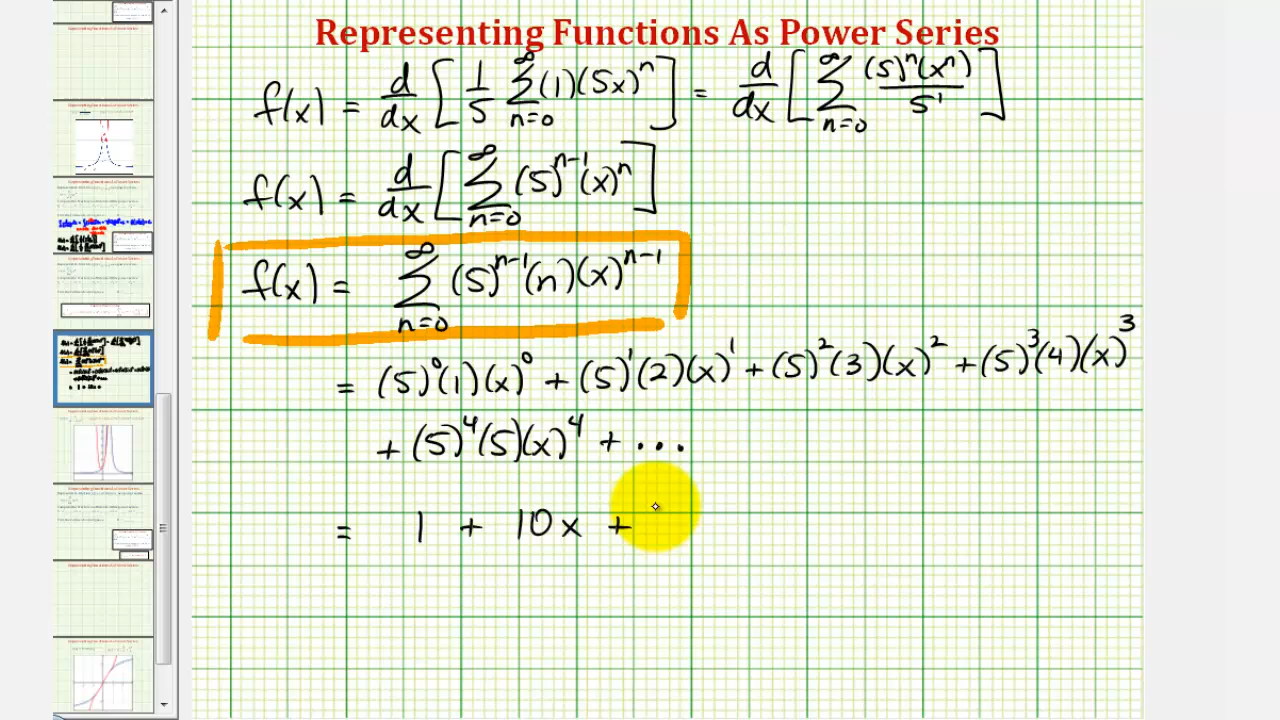 Representing Functions As Power Series
f(x) = d/dx [ 1/5 ∑_{n=0}^{∞} (1)(5x)^n ] = d/dx [ ∑_{n=0}^{∞} (5)^n(x^n)/5^1 ]
f(x) = d/dx [ ∑_{n=0}^{∞} (5)^{n-1}(x)^n ]
f(x) = ∑_{n=0}^{∞} (5)^{n-1}(n)(x)^{n-1}
= (5)^0(1)(x)^0 + (5)^1(2)(x)^1 + (5)^2(3)(x)^2 + (5)^3(4)(x)^3
+ (5)^4(5)(x)^4 + ...
= 1 + 10x +